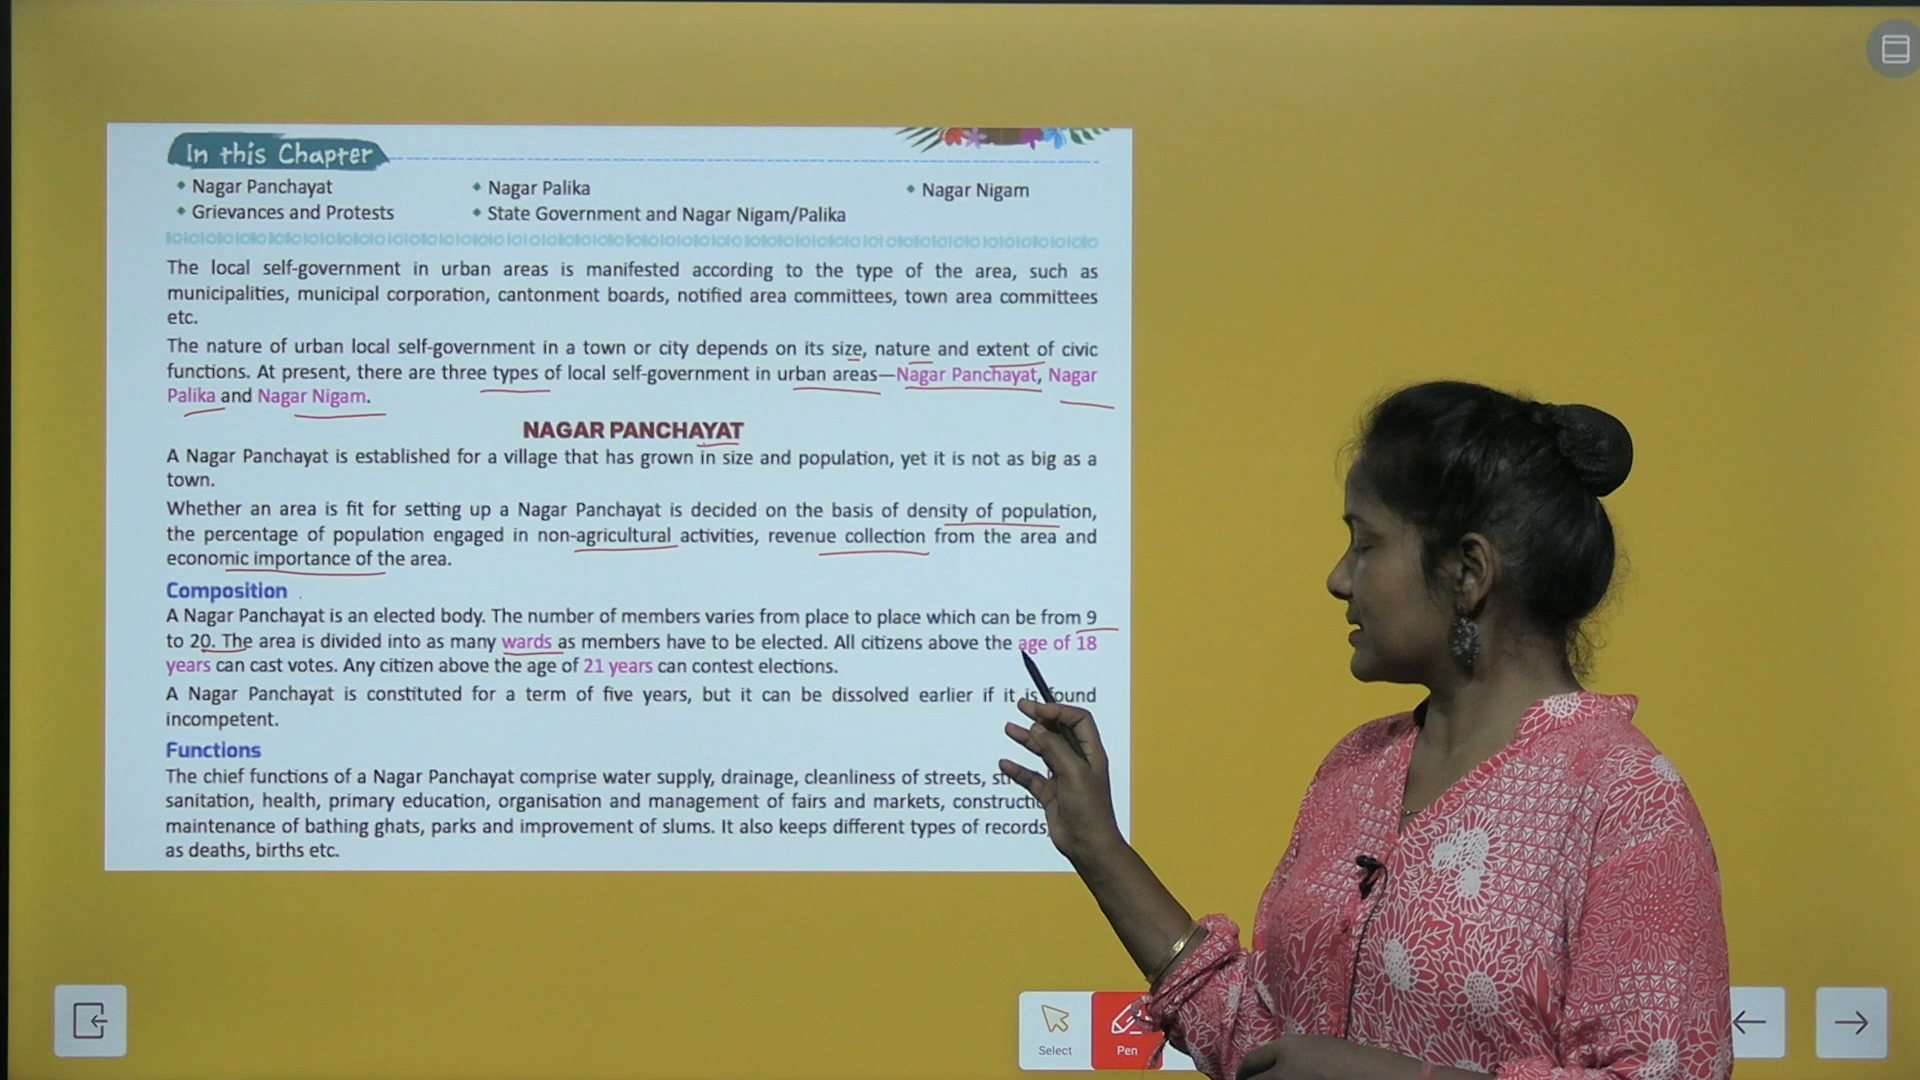 In this Chapter
Nagar Panchayat
Nagar Palika
Nagar Nigam
Grievances and Protests
State Government and Nagar Nigam/Palika
The local self-government in urban areas is manifested according to the type of the area, such as
municipalities, municipal corporation, cantonment boards, notified area committees, town area committees
etc.
The nature of urban local self-government in a town or city depends on its size, nature and extent of civic
functions. At present, there are three types of local self-government in urban areas—Nagar Panchayat, Nagar
Palika and Nagar Nigam.
NAGAR PANCHAYAT
A Nagar Panchayat is established for a village that has grown in size and population, yet it is not as big as a
town.
Whether an area is fit for setting up a Nagar Panchayat is decided on the basis of density of population,
the percentage of population engaged in non-agricultural activities, revenue collection from the area and
economic importance of the area.
Composition
A Nagar Panchayat is an elected body. The number of members varies from place to place which can be from 9
to 20. The area is divided into as many wards as members have to be elected. All citizens above the age of 18
years can cast votes. Any citizen above the age of 21 years can contest elections.
A Nagar Panchayat is constituted for a term of five years, but it can be dissolved earlier if it is found
incompetent.
Functions
The chief functions of a Nagar Panchayat comprise water supply, drainage, cleanliness of streets,
sanitation, health, primary education, organisation and management of fairs and markets,
maintenance of bathing ghats, parks and improvement of slums. It also keeps different types of records,
as deaths, births etc.
Select
Pen